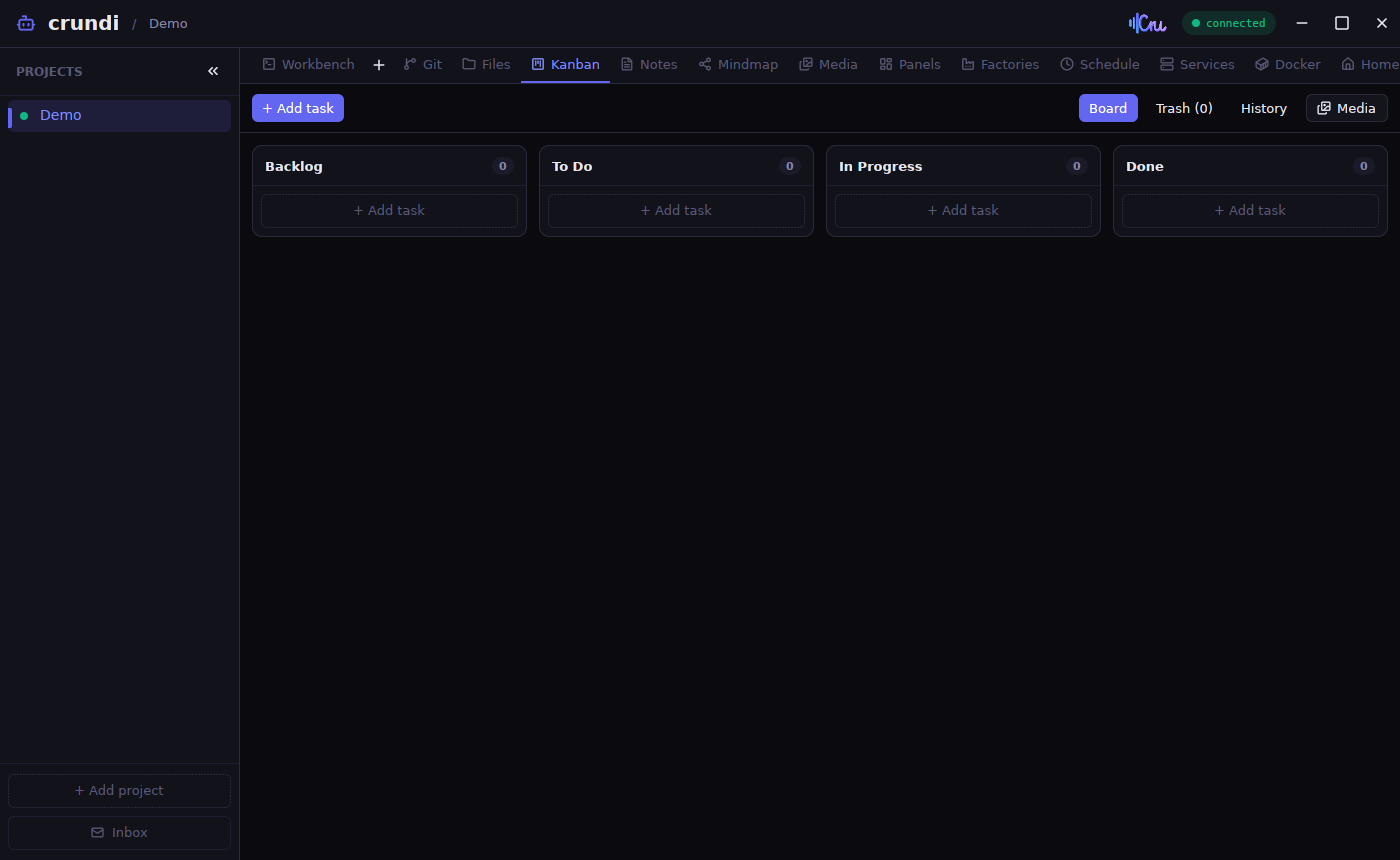 crundi / Demo
Cru
connected
PROJECTS
Workbench + Git Files Kanban Notes Mindmap Media Panels Factories Schedule Services Docker Home
Demo
+ Add task
Board Trash (0) History Media
Backlog 0
To Do 0
In Progress 0
Done 0
+ Add task
+ Add task
+ Add task
+ Add task
+ Add project
Inbox